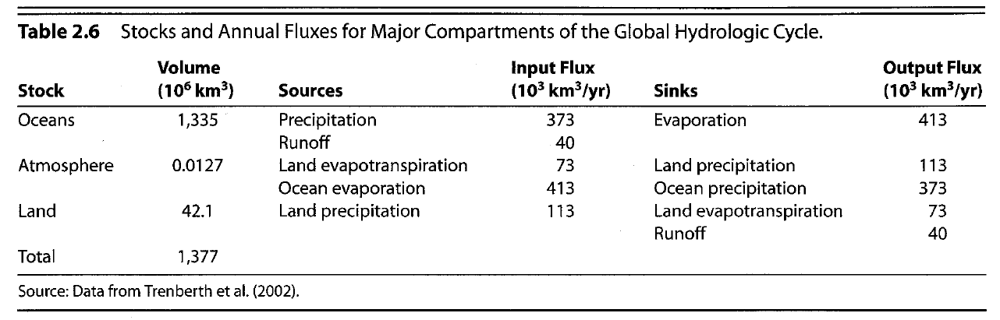 Table 2.6 Stocks and Annual Fluxes for Major Compartments of the Global Hydrologic Cycle.
Volume Input Flux Output Flux
Stock (10⁶ km³) Sources (10³ km³/yr) Sinks (10³ km³/yr)
Oceans 1,335 Precipitation 373 Evaporation 413
Runoff 40
Atmosphere 0.0127 Land evapotranspiration 73 Land precipitation 113
Ocean evaporation 413 Ocean precipitation 373
Land 42.1 Land precipitation 113 Land evapotranspiration 73
Runoff 40
Total 1,377
Source: Data from Trenberth et al. (2002).